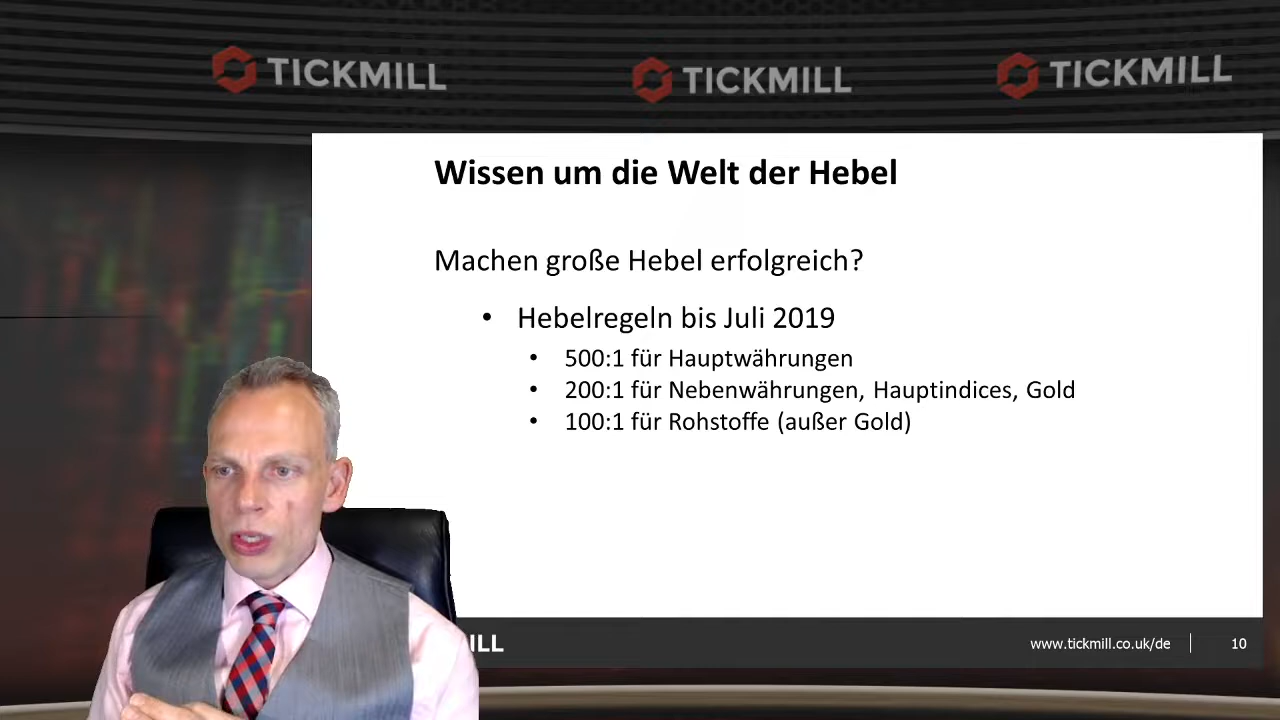 TICKMILL TICKMILL TICKMILL
Wissen um die Welt der Hebel
Machen große Hebel erfolgreich?
• Hebelregeln bis Juli 2019
• 500:1 für Hauptwährungen
• 200:1 für Nebenwährungen, Hauptindices, Gold
• 100:1 für Rohstoffe (außer Gold)
ILL www.tickmill.co.uk/de | 10